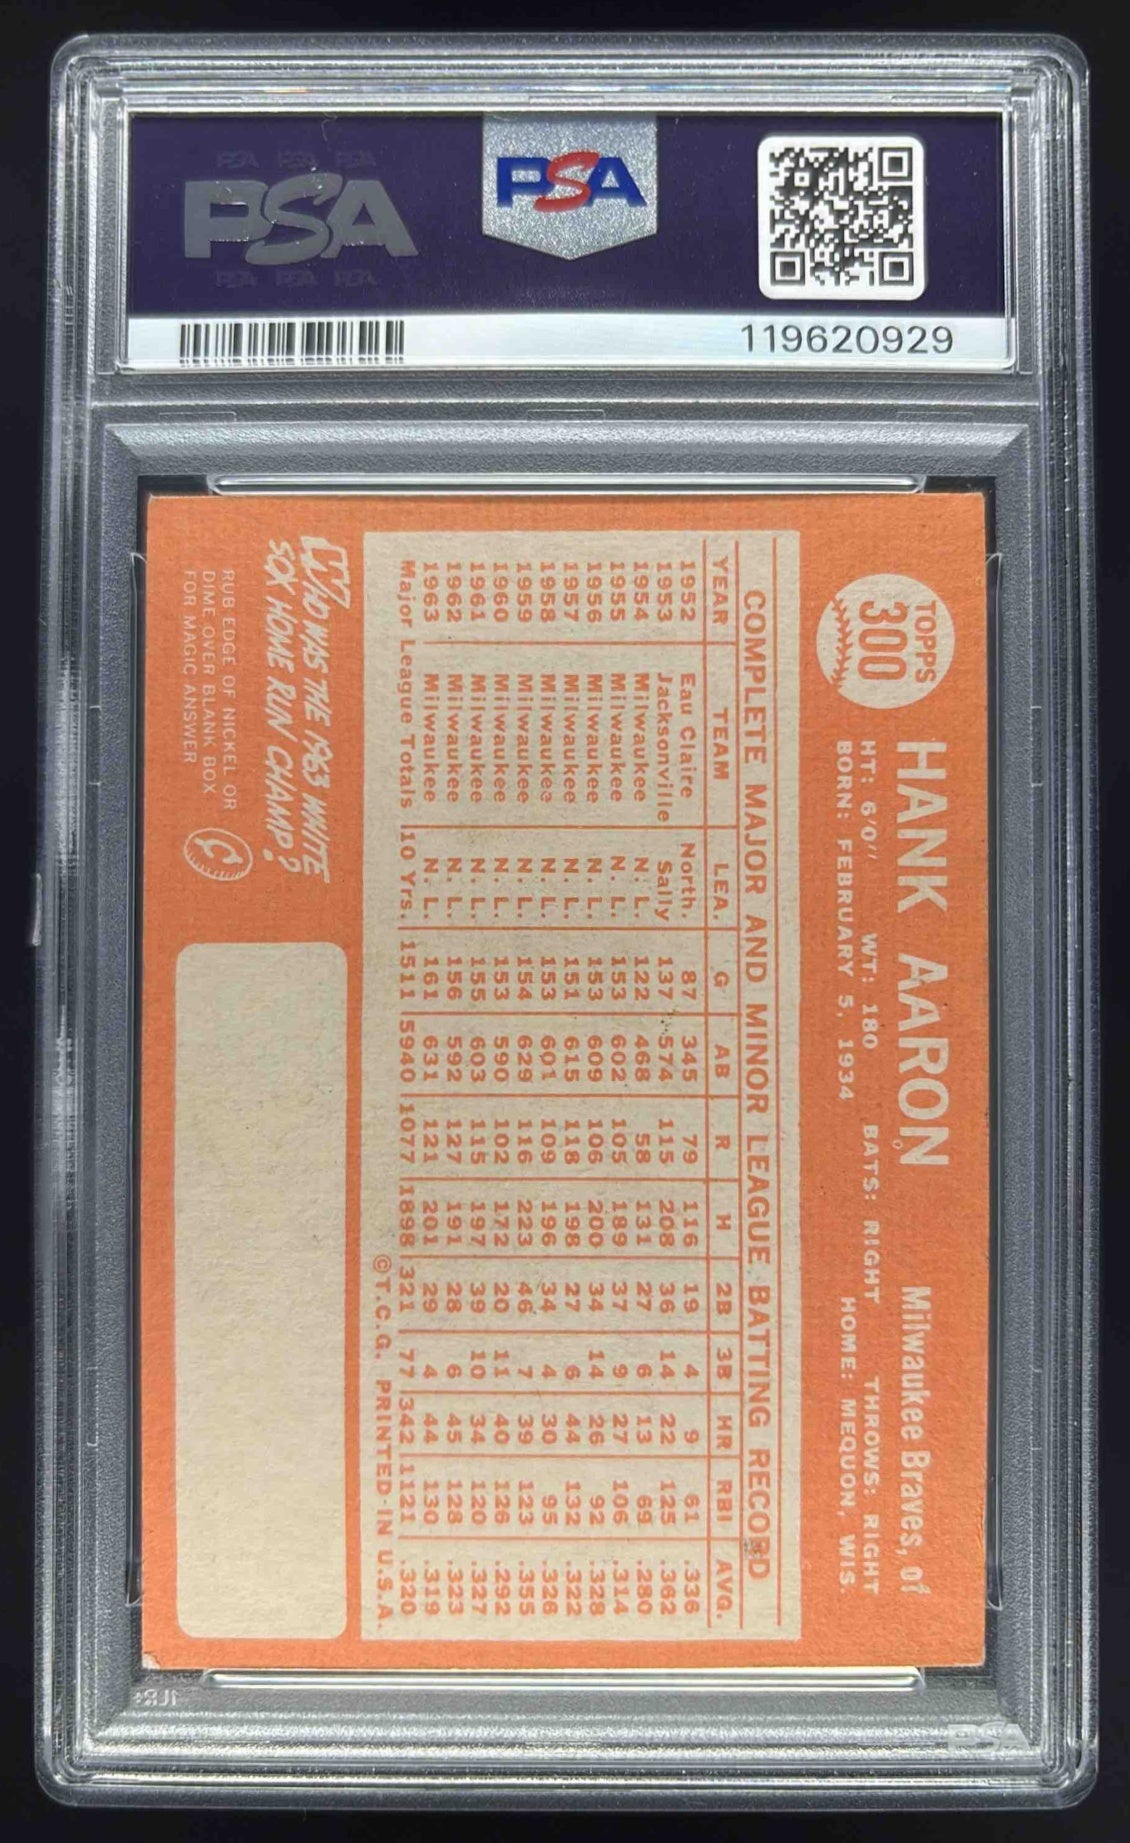 PSA PSA PSA
PSA
PSA PSA PSA
PSA
119620929
TOPPS
300
HANK AARON
Milwaukee Braves, of
HT: 6'0" WT: 180 BATS: RIGHT THROWS: RIGHT
BORN: FEBRUARY 5, 1934 HOME: MEQUON, WIS.
COMPLETE MAJOR AND MINOR LEAGUE BATTING RECORD
YEAR TEAM LEA. G AB R H 2B 3B HR RBI AVG.
1952 Eau Claire North. 87 345 79 116 19 4 9 61 .336
1953 Jacksonville Sally 137 574 115 208 36 14 22 125 .362
1954 Milwaukee N. L. 122 468 58 131 27 6 13 69 .280
1955 Milwaukee N. L. 153 602 105 189 37 9 27 106 .314
1956 Milwaukee N. L. 153 609 106 200 34 14 26 92 .328
1957 Milwaukee N. L. 151 615 118 198 27 6 44 132 .322
1958 Milwaukee N. L. 153 601 109 196 34 4 30 95 .326
1959 Milwaukee N. L. 154 629 116 223 46 7 39 123 .355
1960 Milwaukee N. L. 153 590 102 172 20 11 40 126 .292
1961 Milwaukee N. L. 155 603 115 197 39 10 34 120 .327
1962 Milwaukee N. L. 156 592 127 191 28 6 45 128 .323
1963 Milwaukee N. L. 161 631 121 201 29 4 44 130 .319
Major League Totals 10 Yrs. 1511 5940 1077 1898 321 77 342 1121 .320
©T.C.G. PRINTED IN U.S.A.
WHO WAS THE 1963 WHITE
SOX HOME RUN CHAMP?
RUB EDGE OF NICKEL OR
DIME OVER BLANK BOX
FOR MAGIC ANSWER
PSA